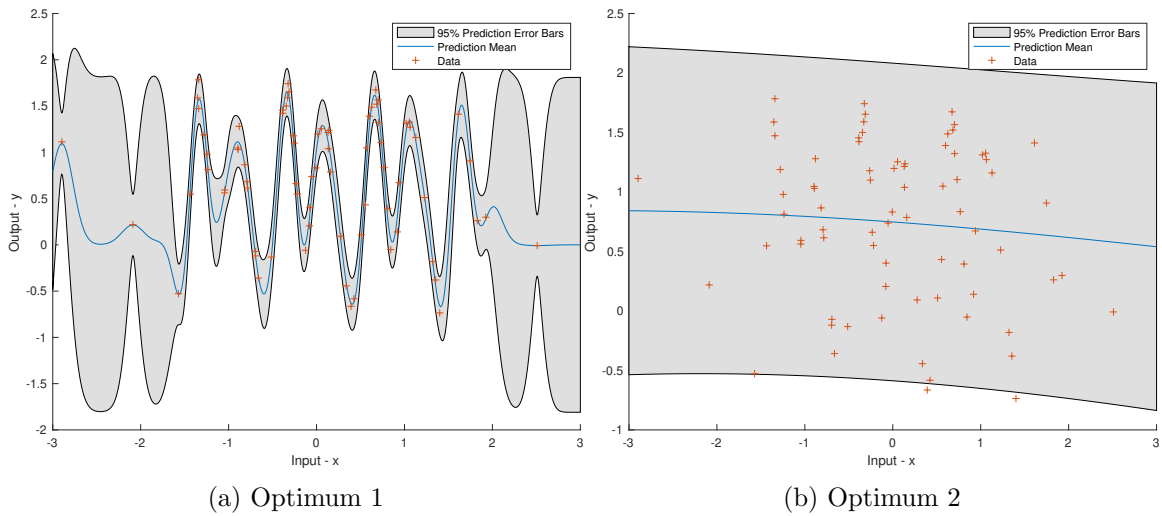 2.5
2
1.5
1
0.5
0
-0.5
-1
-1.5
-2
-3
-2
-1
0
1
2
3
Output - y
Input - x
95% Prediction Error Bars
Prediction Mean
Data
(a) Optimum 1
2.5
2
1.5
1
0.5
0
-0.5
-1
-3
-2
-1
0
1
2
3
Output - y
Input - x
95% Prediction Error Bars
Prediction Mean
Data
(b) Optimum 2